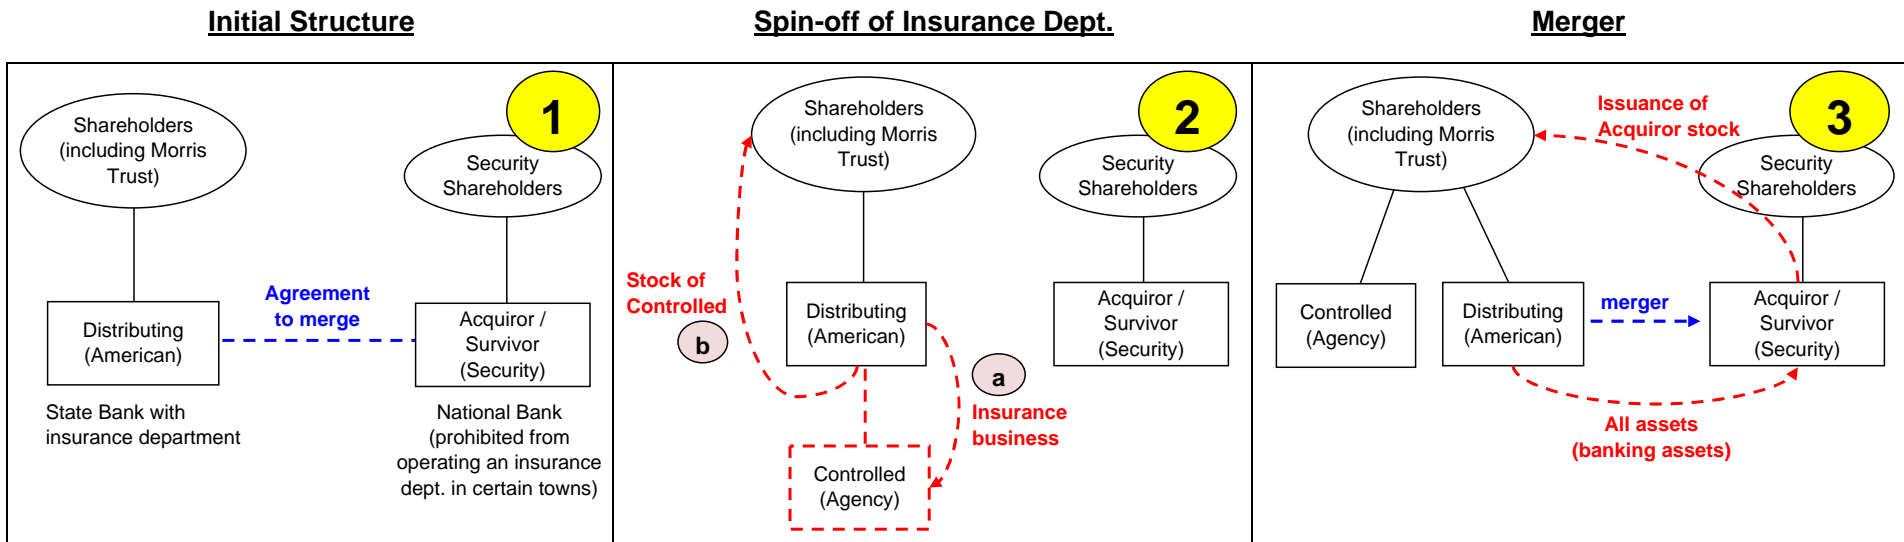 Initial Structure
Spin-off of Insurance Dept.
Merger
1
Shareholders
(including Morris
Trust)
Security
Shareholders
Agreement
to merge
Distributing
(American)
Acquiror /
Survivor
(Security)
State Bank with
insurance department
National Bank
(prohibited from
operating an insurance
dept. in certain towns)
2
Shareholders
(including Morris
Trust)
Security
Shareholders
Stock of
Controlled
b
Distributing
(American)
Acquiror /
Survivor
(Security)
a
Insurance
business
Controlled
(Agency)
3
Shareholders
(including Morris
Trust)
Issuance of
Acquiror stock
Security
Shareholders
Controlled
(Agency)
Distributing
(American)
merger
Acquiror /
Survivor
(Security)
All assets
(banking assets)